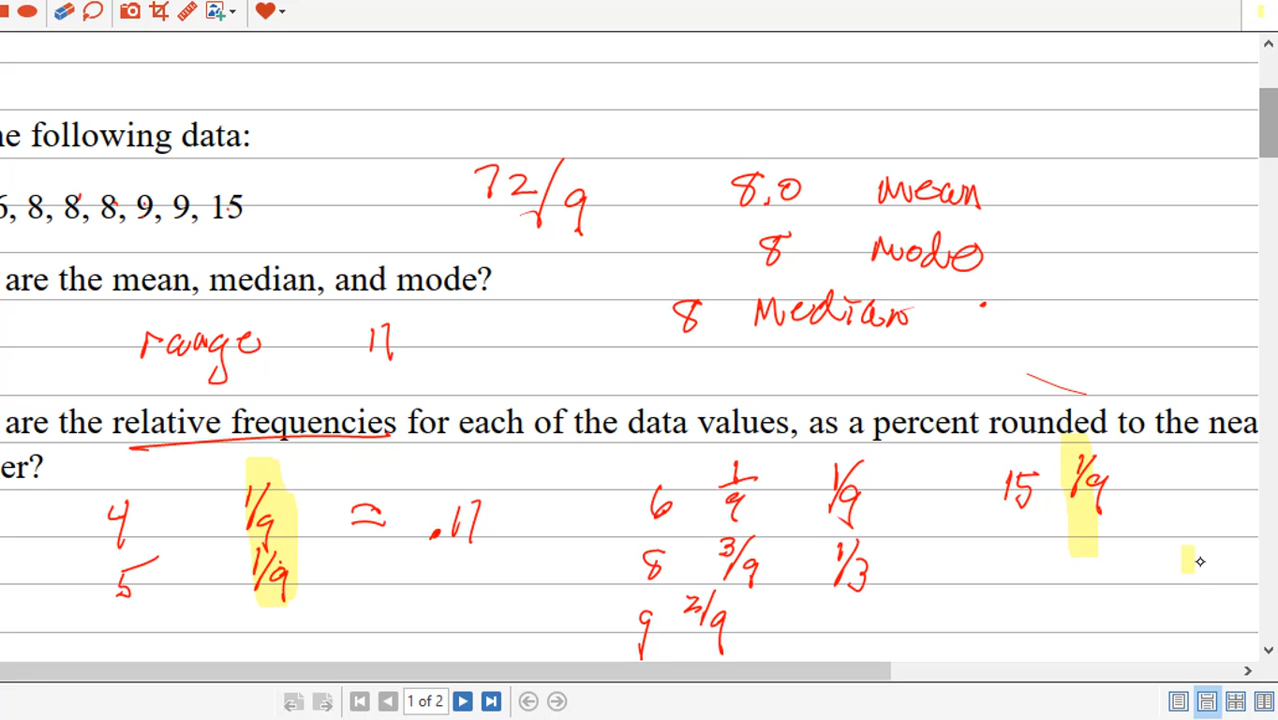 ne following data:
6, 8, 8, 8, 9, 9, 15
72/9
8.0 mean
8 mode
8 Median
are the mean, median, and mode?
range 11
are the relative frequencies for each of the data values, as a percent rounded to the nea
er?
4 1/9 ≈ .11
5 1/9
6 1/9 1/9
8 3/9 1/3
9 2/9
15 1/9
1 of 2